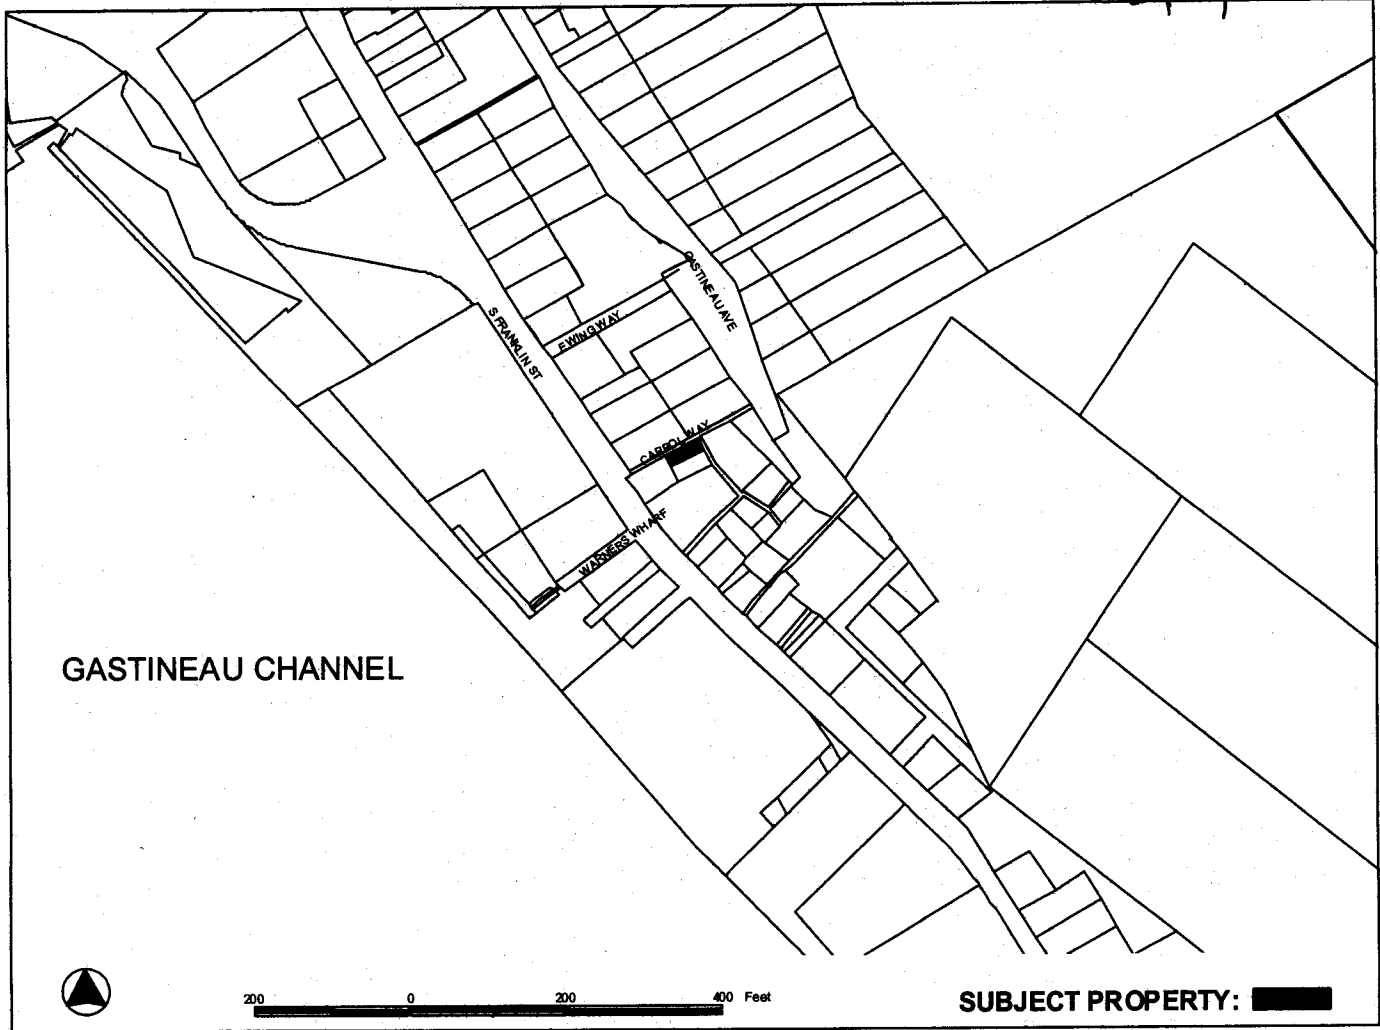 GASTINEAU AVE
S FRANKLIN ST
EWING WAY
CARROL WAY
WARNERS WHARF
GASTINEAU CHANNEL
200 0 200 400 Feet
SUBJECT PROPERTY: